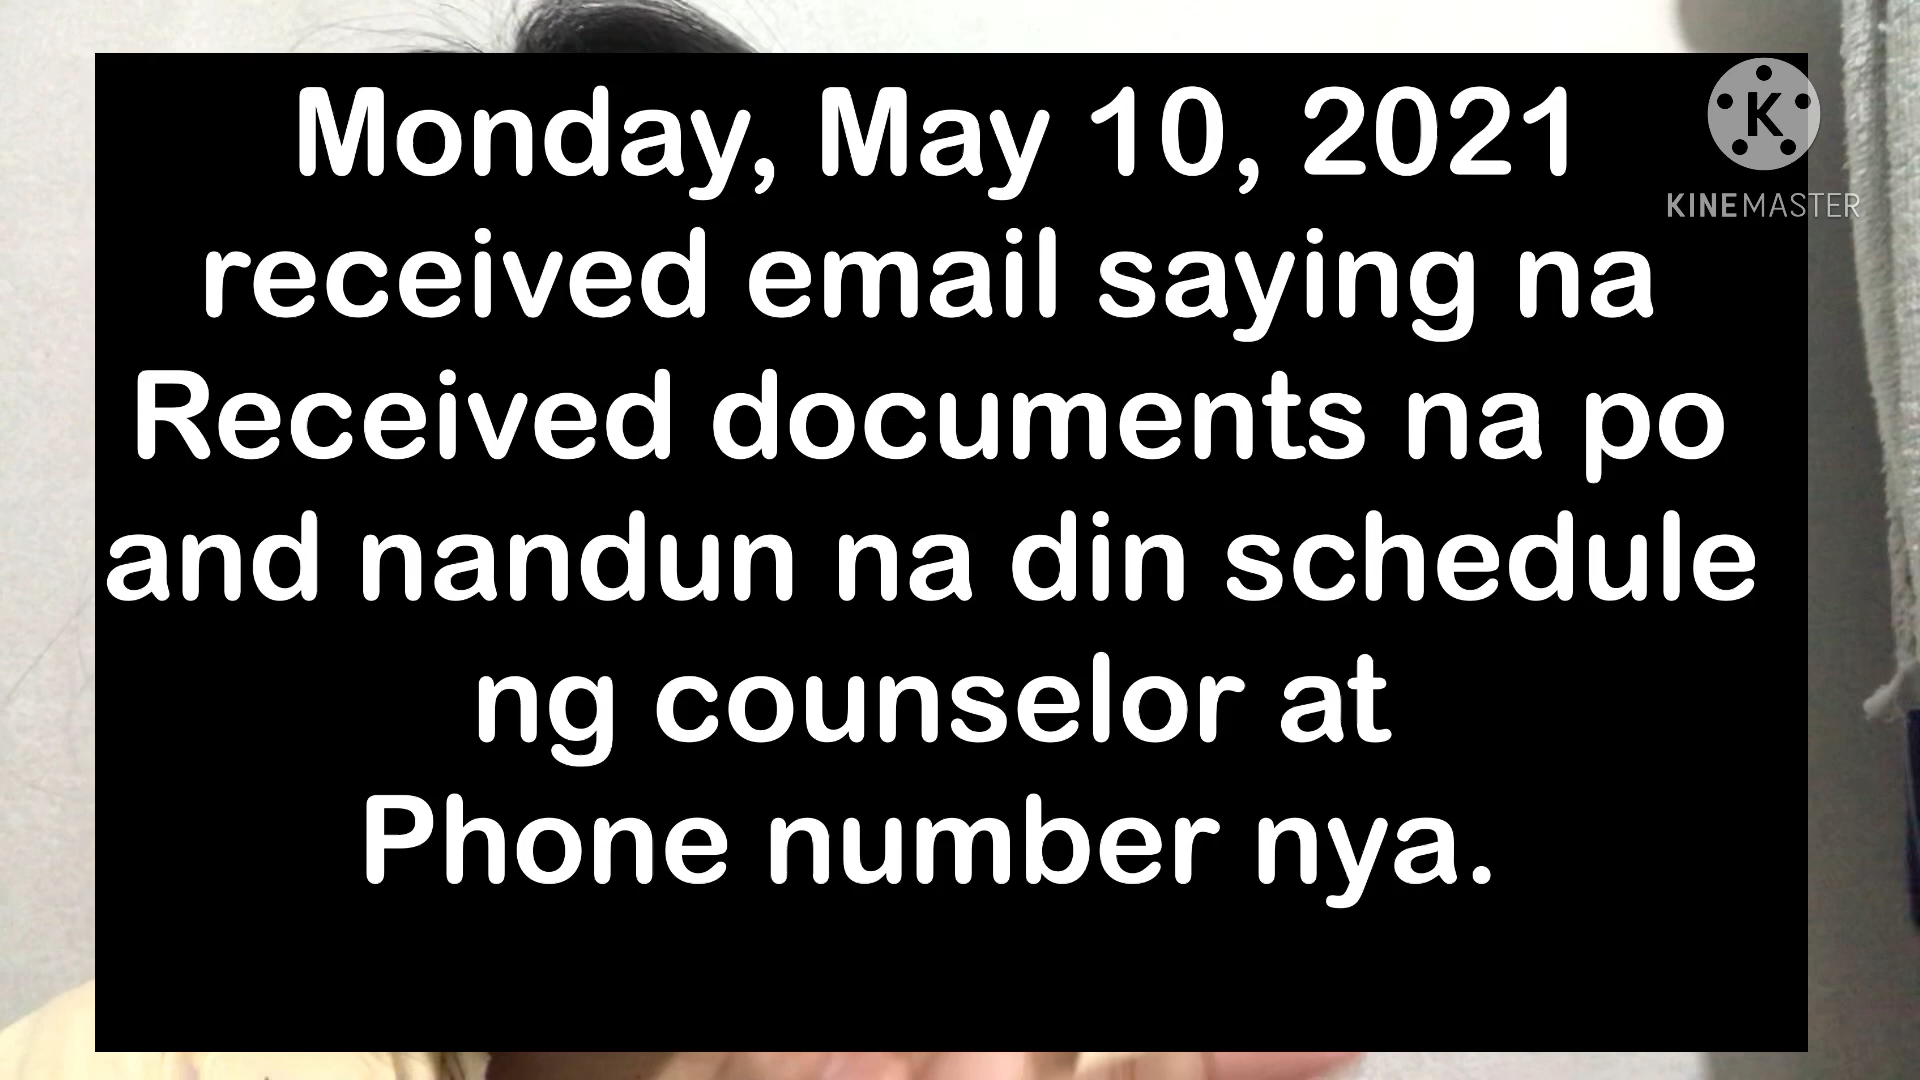 Monday, May 10, 2021
received email saying na
Received documents na po
and nandun na din schedule
ng counselor at
Phone number nya.
K
KINEMASTER